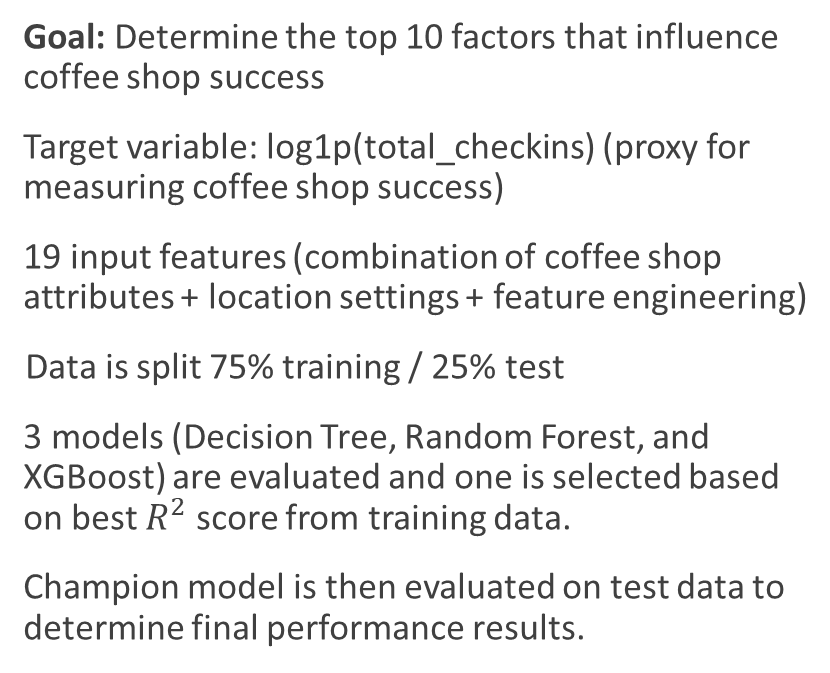 Goal: Determine the top 10 factors that influence
coffee shop success
Target variable: log1p(total_checkins) (proxy for
measuring coffee shop success)
19 input features (combination of coffee shop
attributes + location settings + feature engineering)
Data is split 75% training / 25% test
3 models (Decision Tree, Random Forest, and
XGBoost) are evaluated and one is selected based
on best R² score from training data.
Champion model is then evaluated on test data to
determine final performance results.